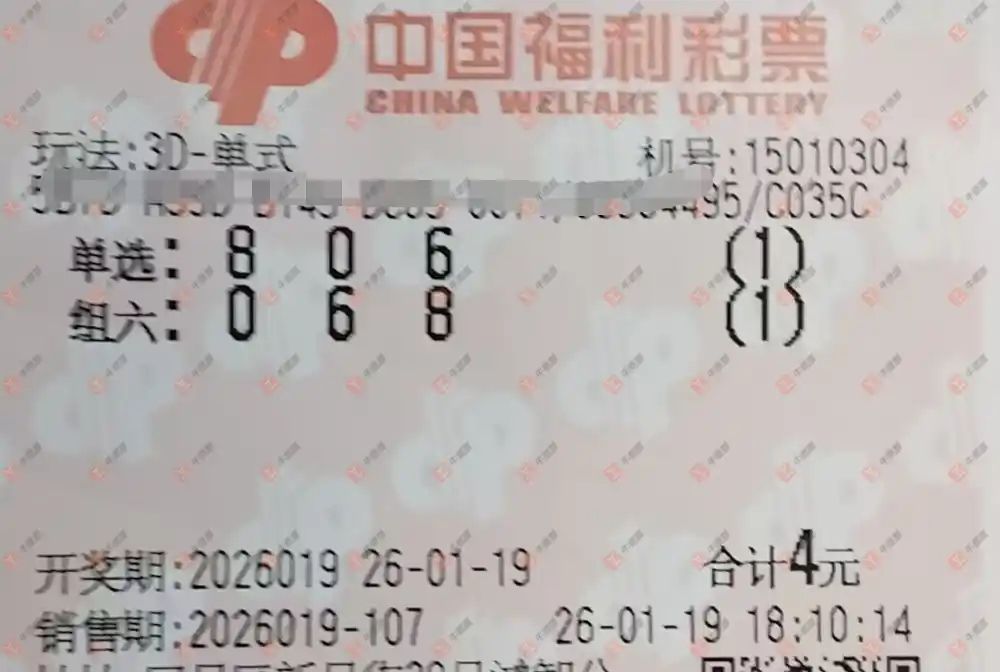 中国福利彩票
CHINA WELFARE LOTTERY
玩法:3D-单式 机号:15010304
4495/C035C
单选: 8 0 6 (1)
组六: 0 6 8 (1)
开奖期:2026019 26-01-19 合计4元
销售期:2026019-107 26-01-19 18:10:14